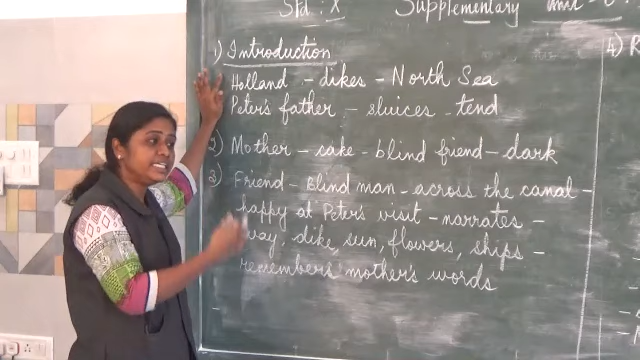 Std : X Supplementary unit -
1) Introduction
Holland - dikes - North Sea
Peter's father - sluices - tend
2) Mother - cake - blind friend - dark
3) Friend - Blind man - across the canal -
happy at Peter's visit - narrates -
way, dike, sun, flowers, ships -
remembers mother's words
4) R